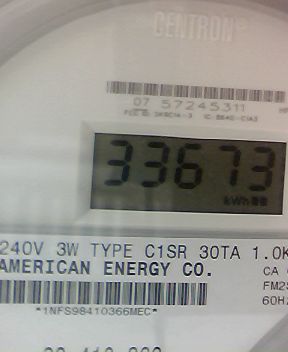 CENTRON®
07 57245311
33673
kWh
240V 3W TYPE C1SR 30TA 1.0K
AMERICAN ENERGY CO.
CA
FM2S
60Hz
*1NFS98410366MEC*